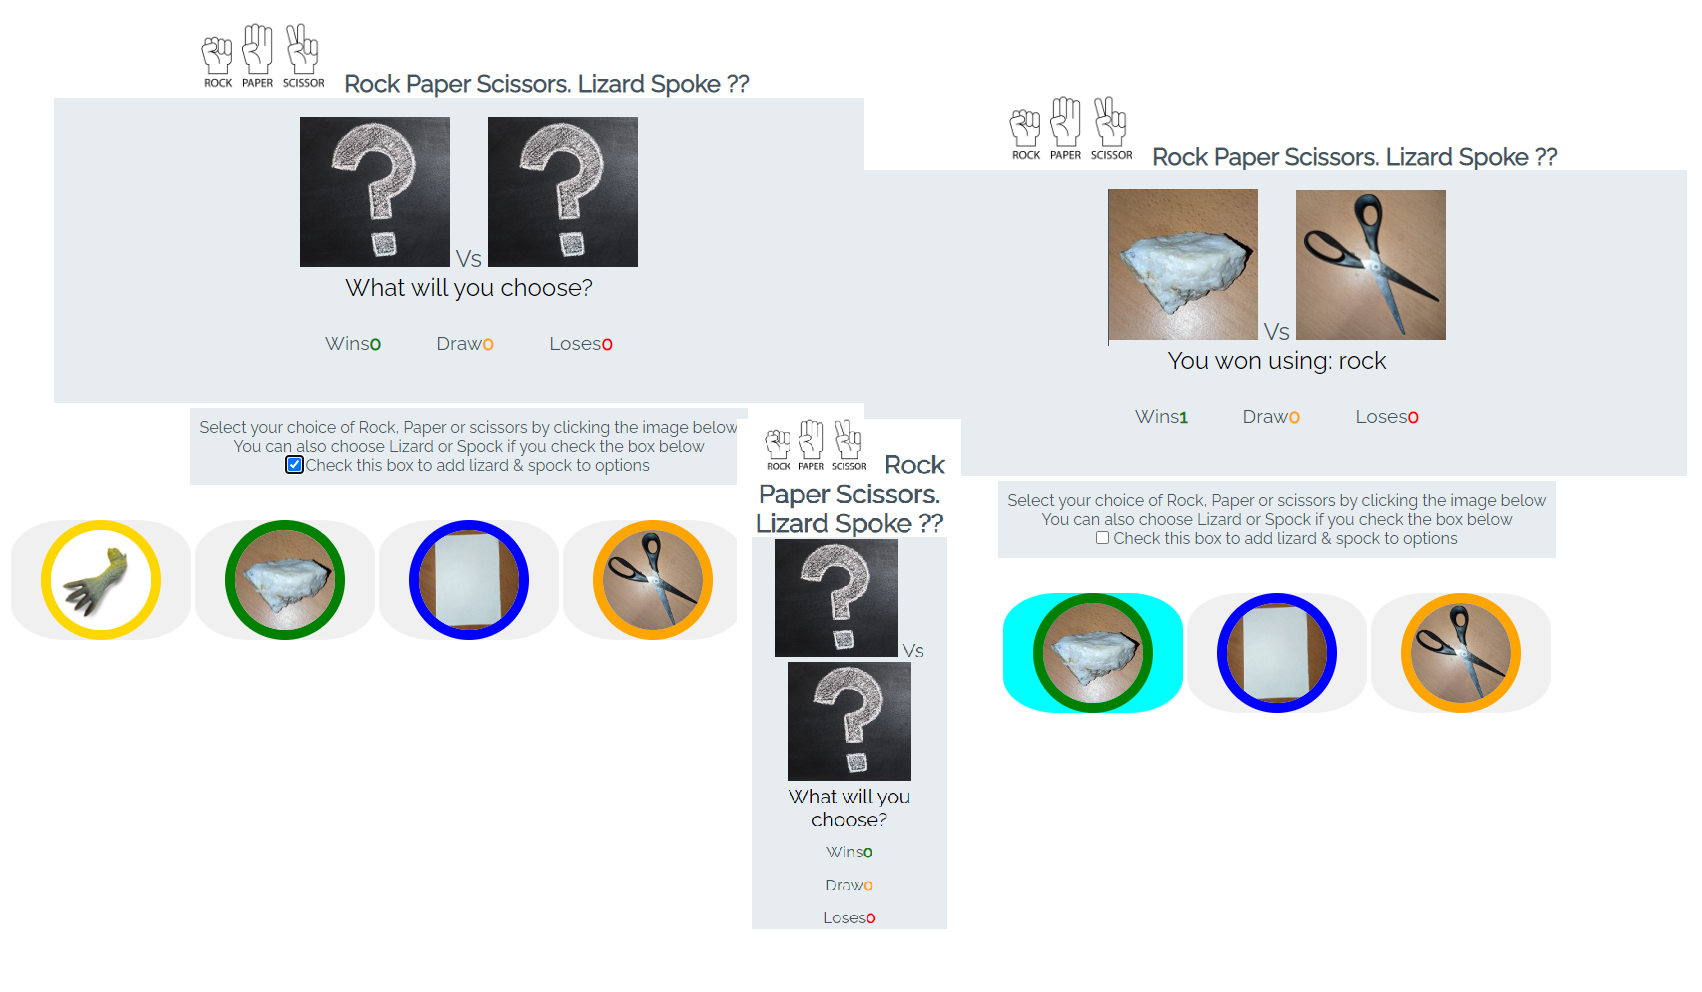 ROCK PAPER SCISSOR
Rock Paper Scissors. Lizard Spoke ??
Vs
What will you choose?
Wins0 Draw0 Loses0
Select your choice of Rock, Paper or scissors by clicking the image below
You can also choose Lizard or Spock if you check the box below
Check this box to add lizard & spock to options
ROCK PAPER SCISSOR
Rock
Paper Scissors.
Lizard Spoke ??
Vs
What will you
choose?
Wins0
Draw0
Loses0
ROCK PAPER SCISSOR
Rock Paper Scissors. Lizard Spoke ??
Vs
You won using: rock
Wins1 Draw0 Loses0
Select your choice of Rock, Paper or scissors by clicking the image below
You can also choose Lizard or Spock if you check the box below
Check this box to add lizard & spock to options